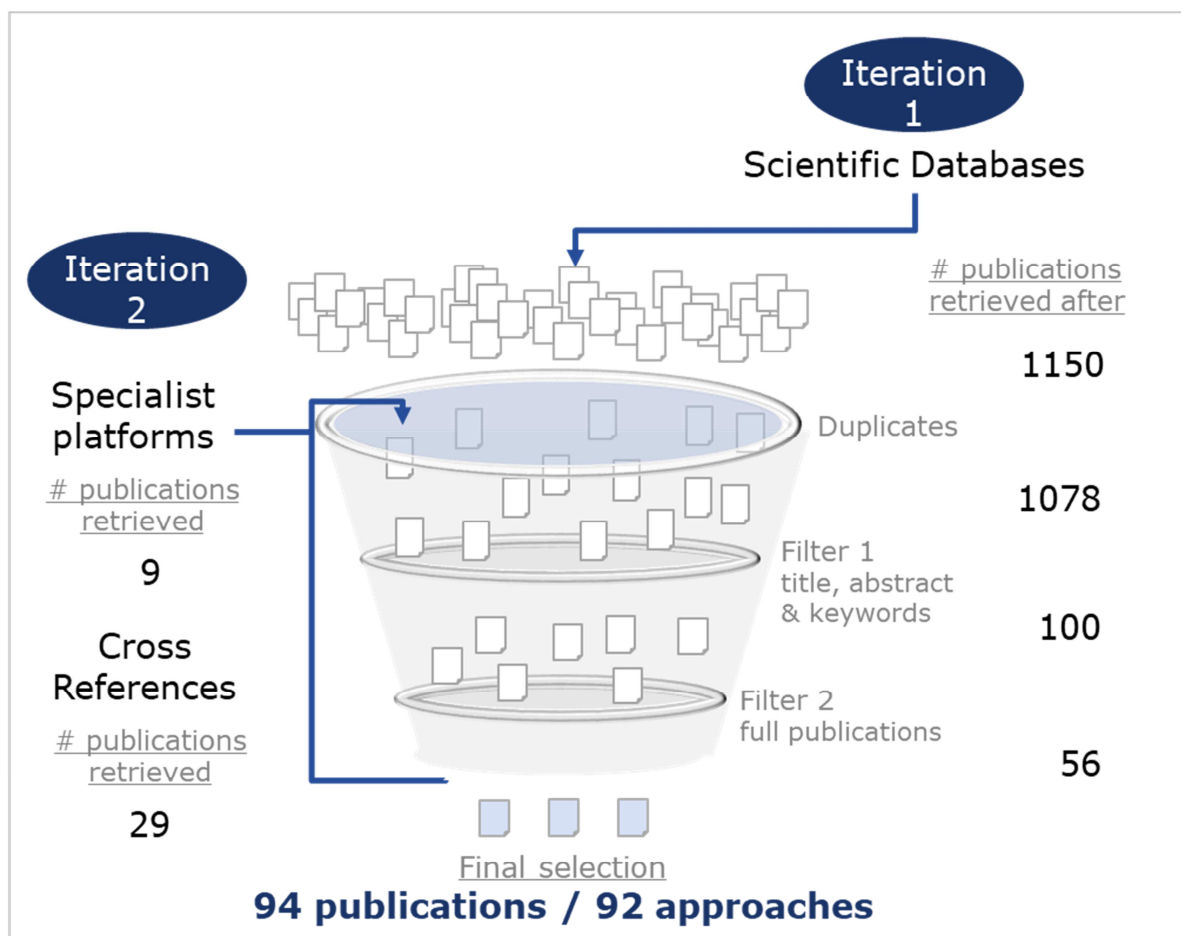 Iteration
1
Scientific Databases
Iteration
2
# publications
retrieved after
1150
Specialist
platforms
Duplicates
# publications
retrieved
1078
9
Filter 1
title, abstract
& keywords
100
Cross
References
Filter 2
full publications
# publications
retrieved
56
29
Final selection
94 publications / 92 approaches